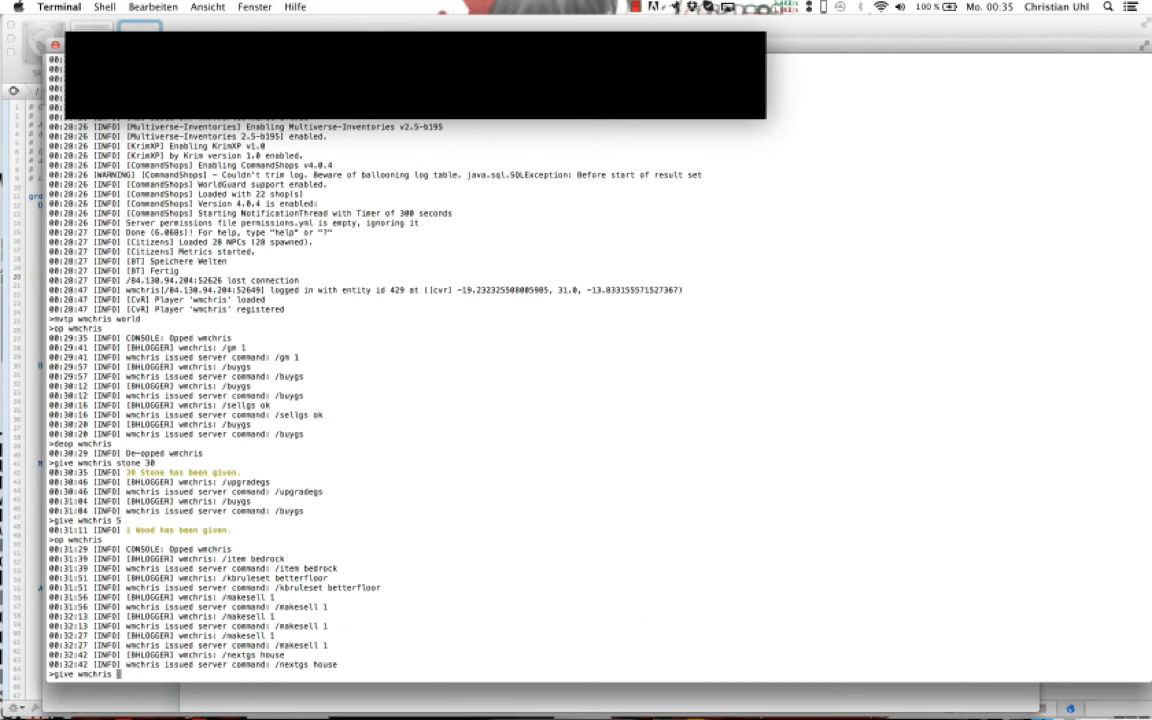 Terminal Shell Bearbeiten Ansicht Fenster Hilfe 100 % Mo. 00:35 Christian Uhl
00:28:26 [INFO] [Multiverse-Inventories] Enabling Multiverse-Inventories v2.5-b195
00:28:26 [INFO] [Multiverse-Inventories 2.5-b195] enabled.
00:28:26 [INFO] [KrimXP] Enabling KrimXP v1.0
00:28:26 [INFO] [KrimXP] by Krim version 1.0 enabled.
00:28:26 [INFO] [CommandShops] Enabling CommandShops v4.0.4
00:28:26 [WARNING] [CommandShops] - Couldn't trim log. Beware of ballooning log table. java.sql.SQLException: Before start of result set
00:28:26 [INFO] [CommandShops] WorldGuard support enabled.
00:28:26 [INFO] [CommandShops] Loaded with 22 shop(s)
00:28:26 [INFO] [CommandShops] Version 4.0.4 is enabled:
00:28:26 [INFO] [CommandShops] Starting NotificationThread with Timer of 300 seconds
00:28:26 [INFO] Server permissions file permissions.yml is empty, ignoring it
00:28:27 [INFO] Done (6.068s)! For help, type "help" or "?"
00:28:27 [INFO] [Citizens] Loaded 28 NPCs (28 spawned).
00:28:27 [INFO] [Citizens] Metrics started.
00:28:27 [INFO] [BT] Speichere Welten
00:28:27 [INFO] [BT] Fertig
00:28:27 [INFO] /84.130.94.204:52626 lost connection
00:28:47 [INFO] wmchris[/84.130.94.204:52649] logged in with entity id 429 at ([cvr] -19.232325508005985, 31.0, -13.833155571527367)
00:28:47 [INFO] [CvR] Player 'wmchris' loaded
00:28:47 [INFO] [CvR] Player 'wmchris' registered
>mvtp wmchris world
>op wmchris
00:29:35 [INFO] CONSOLE: Opped wmchris
00:29:41 [INFO] [BHLOGGER] wmchris: /gm 1
00:29:41 [INFO] wmchris issued server command: /gm 1
00:29:57 [INFO] [BHLOGGER] wmchris: /buygs
00:29:57 [INFO] wmchris issued server command: /buygs
00:30:12 [INFO] [BHLOGGER] wmchris: /buygs
00:30:12 [INFO] wmchris issued server command: /buygs
00:30:16 [INFO] [BHLOGGER] wmchris: /sellgs ok
00:30:16 [INFO] wmchris issued server command: /sellgs ok
00:30:20 [INFO] [BHLOGGER] wmchris: /buygs
00:30:20 [INFO] wmchris issued server command: /buygs
>deop wmchris
00:30:29 [INFO] De-opped wmchris
>give wmchris stone 30
00:30:35 [INFO] 30 Stone has been given.
00:30:46 [INFO] [BHLOGGER] wmchris: /upgradegs
00:30:46 [INFO] wmchris issued server command: /upgradegs
00:31:04 [INFO] [BHLOGGER] wmchris: /buygs
00:31:04 [INFO] wmchris issued server command: /buygs
>give wmchris 5
00:31:11 [INFO] 1 Wood has been given.
>op wmchris
00:31:29 [INFO] CONSOLE: Opped wmchris
00:31:39 [INFO] [BHLOGGER] wmchris: /item bedrock
00:31:39 [INFO] wmchris issued server command: /item bedrock
00:31:51 [INFO] [BHLOGGER] wmchris: /kbruleset betterfloor
00:31:51 [INFO] wmchris issued server command: /kbruleset betterfloor
00:31:56 [INFO] [BHLOGGER] wmchris: /makesell 1
00:31:56 [INFO] wmchris issued server command: /makesell 1
00:32:13 [INFO] [BHLOGGER] wmchris: /makesell 1
00:32:13 [INFO] wmchris issued server command: /makesell 1
00:32:27 [INFO] [BHLOGGER] wmchris: /makesell 1
00:32:27 [INFO] wmchris issued server command: /makesell 1
00:32:42 [INFO] [BHLOGGER] wmchris: /nextgs house
00:32:42 [INFO] wmchris issued server command: /nextgs house
>give wmchris